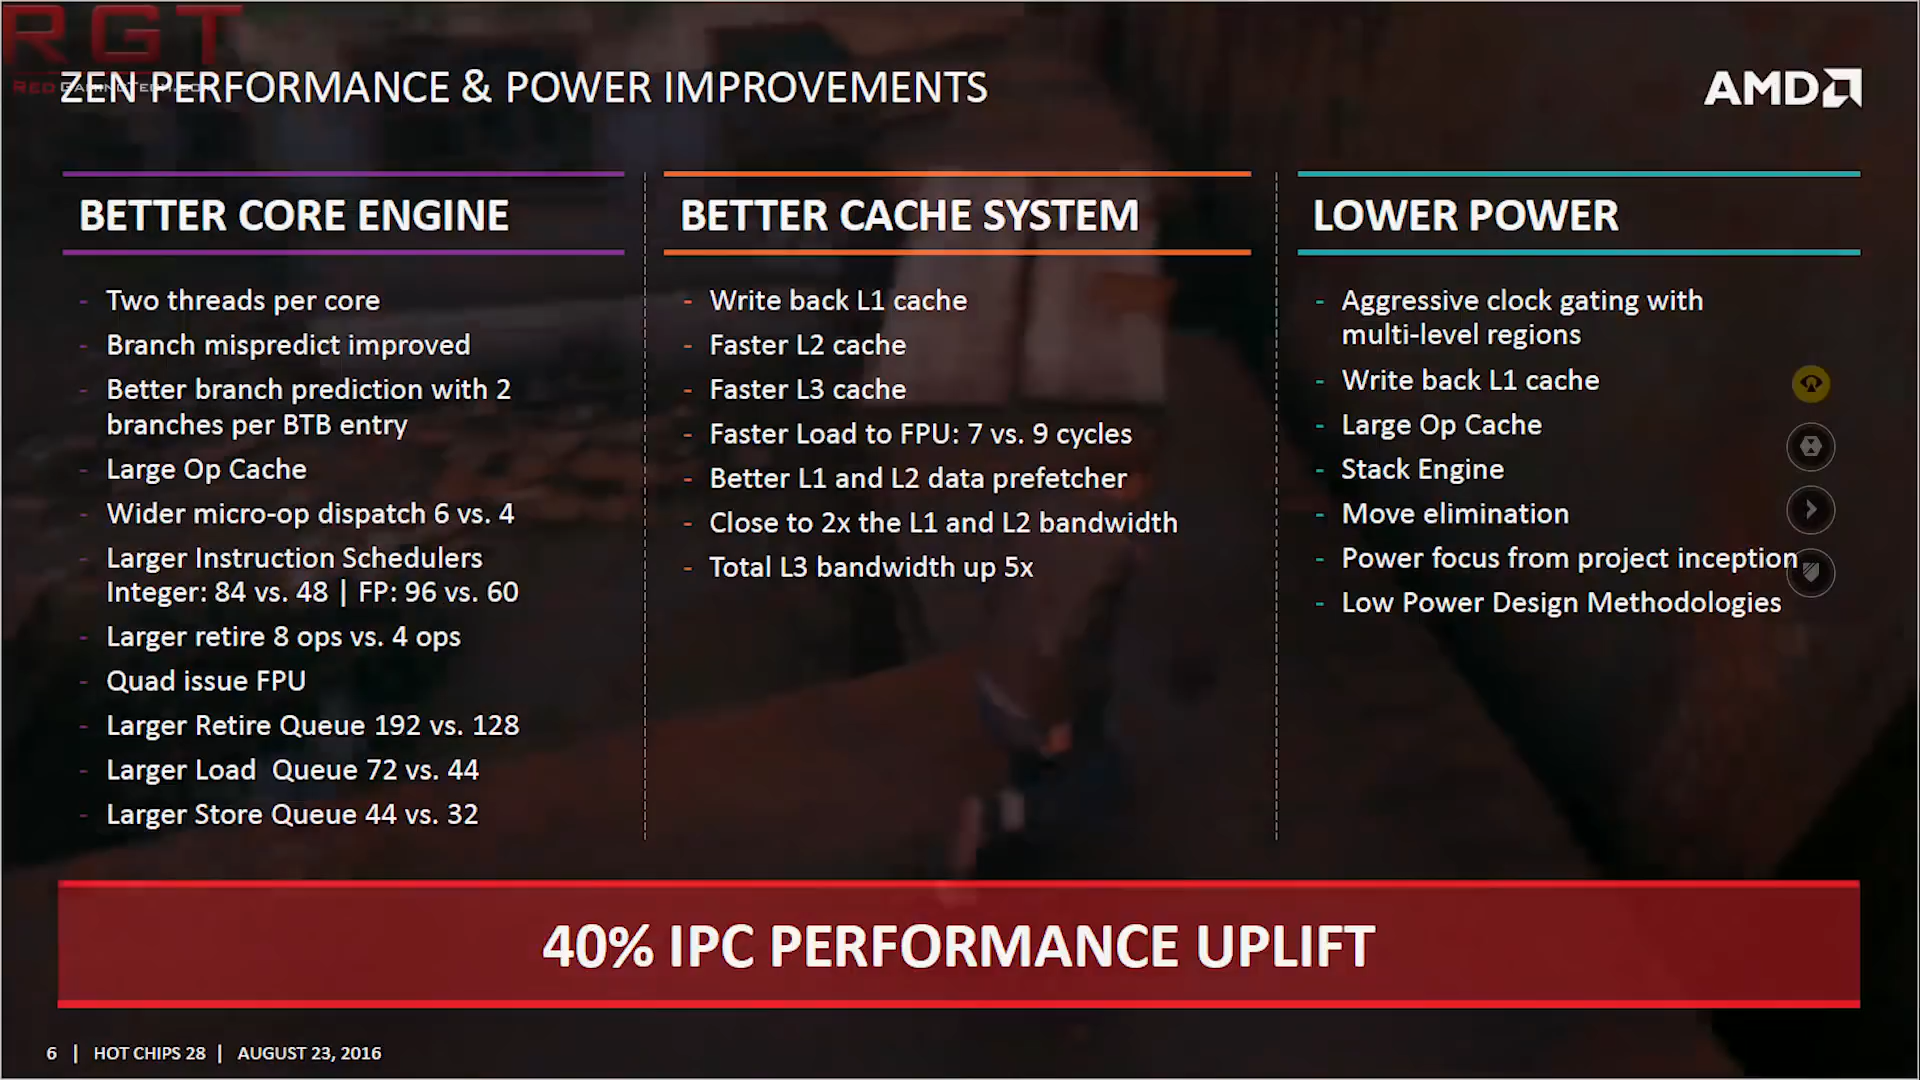 RGT
REDGAMINGTECH.CO
ZEN PERFORMANCE & POWER IMPROVEMENTS
AMD
BETTER CORE ENGINE
- Two threads per core
- Branch mispredict improved
- Better branch prediction with 2
branches per BTB entry
- Large Op Cache
- Wider micro-op dispatch 6 vs. 4
- Larger Instruction Schedulers
Integer: 84 vs. 48 | FP: 96 vs. 60
- Larger retire 8 ops vs. 4 ops
- Quad issue FPU
- Larger Retire Queue 192 vs. 128
- Larger Load  Queue 72 vs. 44
- Larger Store Queue 44 vs. 32
BETTER CACHE SYSTEM
- Write back L1 cache
- Faster L2 cache
- Faster L3 cache
- Faster Load to FPU: 7 vs. 9 cycles
- Better L1 and L2 data prefetcher
- Close to 2x the L1 and L2 bandwidth
- Total L3 bandwidth up 5x
LOWER POWER
- Aggressive clock gating with
multi-level regions
- Write back L1 cache
- Large Op Cache
- Stack Engine
- Move elimination
- Power focus from project inception
- Low Power Design Methodologies
40% IPC PERFORMANCE UPLIFT
6 | HOT CHIPS 28 | AUGUST 23, 2016